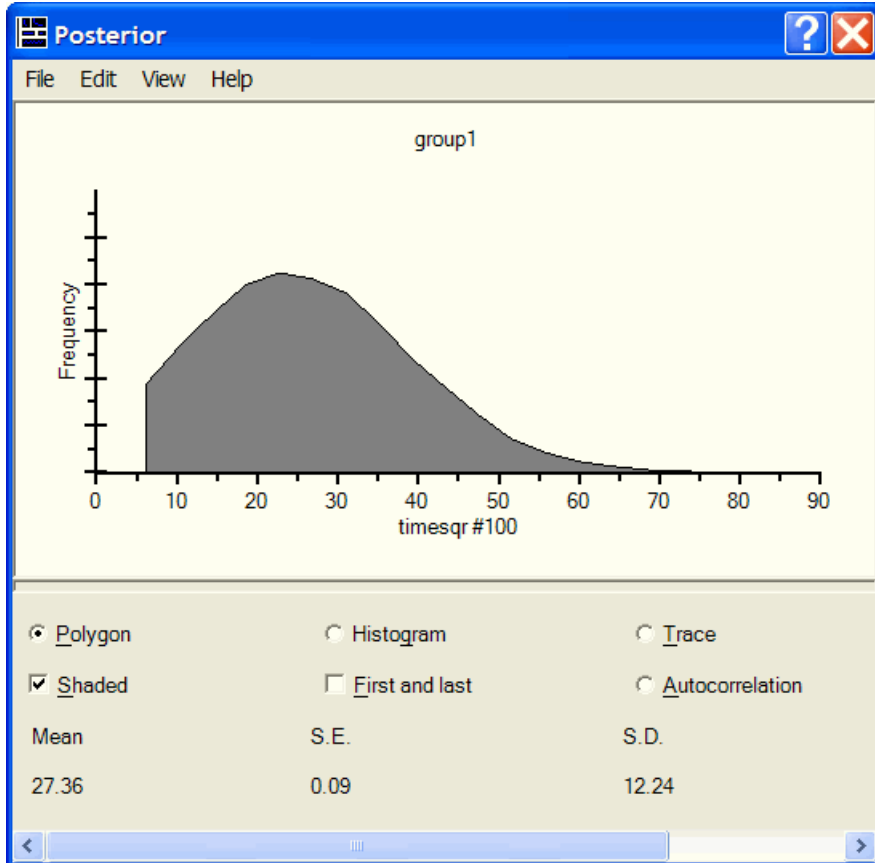 Posterior
File Edit View Help
group1
Frequency
0 10 20 30 40 50 60 70 80 90
timesqr #100
Polygon Histogram Trace
Shaded First and last Autocorrelation
Mean S.E. S.D.
27.36 0.09 12.24